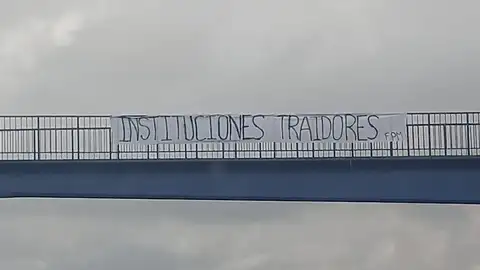 INSTITUCIONES TRAIDORES F.P.M